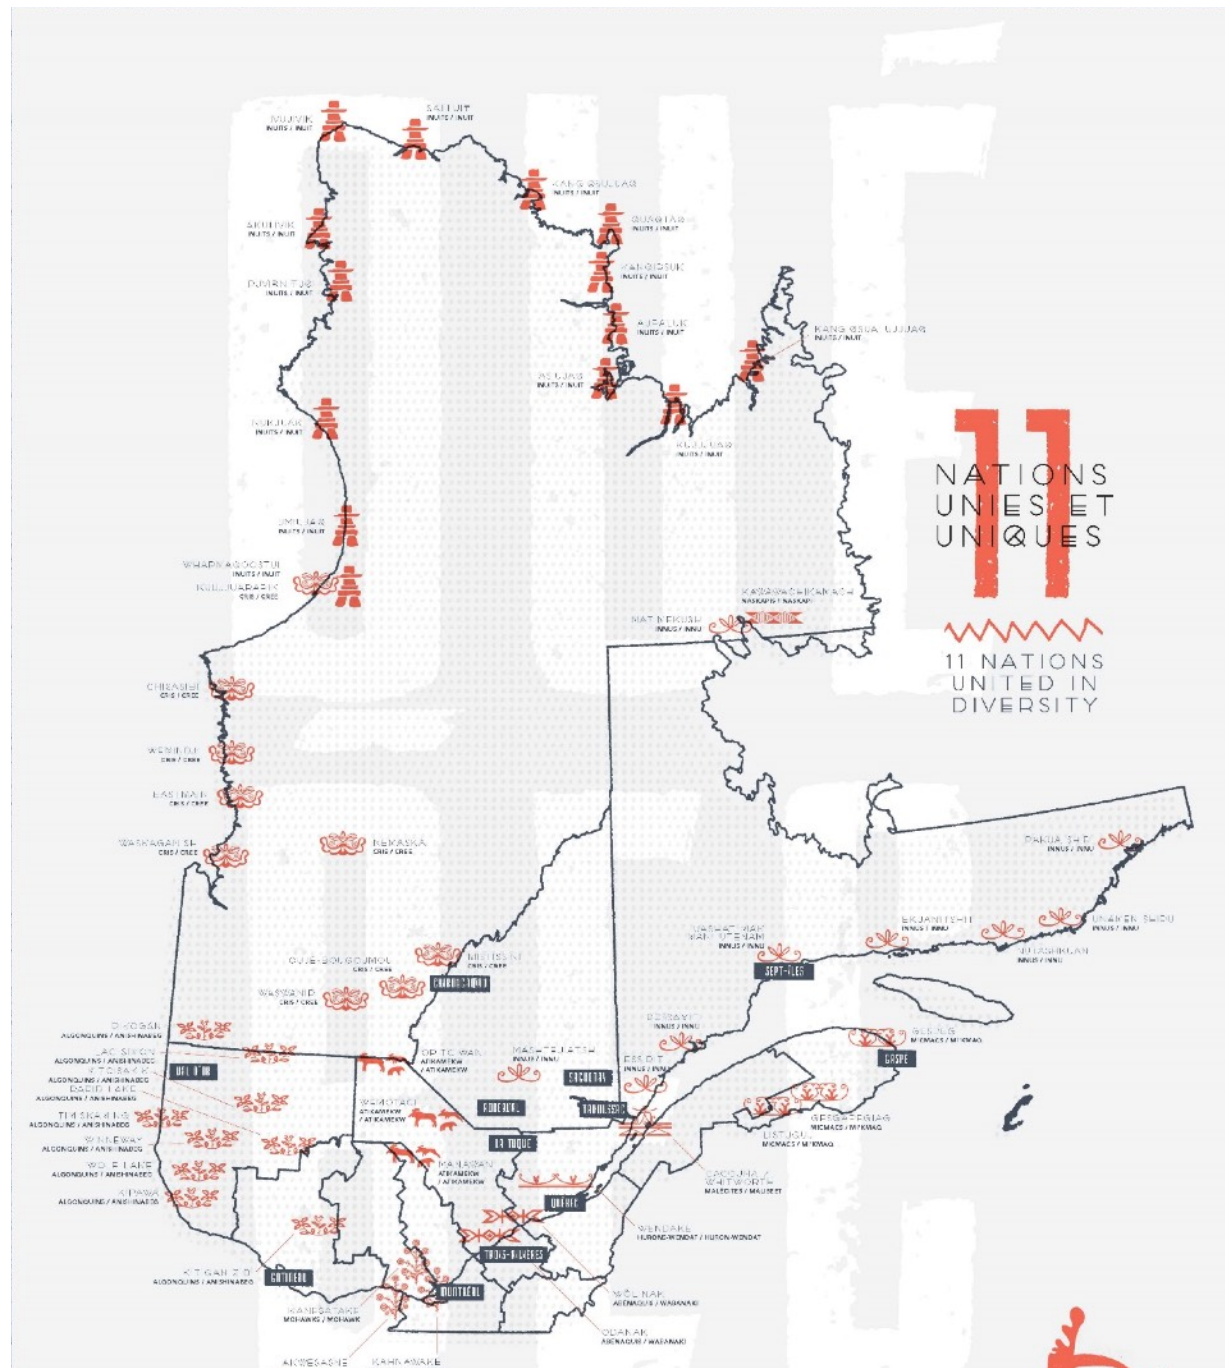 IVUJIVIK
INUITS / INUIT
SALLUIT
INUITS / INUIT
KANGIQSUJUAQ
INUITS / INUIT
QUAQTAQ
INUITS / INUIT
AKULIVIK
INUITS / INUIT
KANGIRSUK
INUITS / INUIT
PUVIRNITUQ
INUITS / INUIT
AUPALUK
INUITS / INUIT
KANGIQSUALUJJUAQ
INUITS / INUIT
TASIUJAQ
INUITS / INUIT
INUKJUAK
INUITS / INUIT
KUUJJUAQ
INUITS / INUIT
11
NATIONS
UNIES ET
UNIQUES
11 NATIONS
UNITED IN
DIVERSITY
UMIUJAQ
INUITS / INUIT
WHAPMAGOOSTUI
INUITS / INUIT
KUUJJUARAPIK
CRIS / CREE
KAWAWACHIKAMACH
NASKAPIS / NASKAPI
MATIMEKUSH
INNUS / INNU
CHISASIBI
CRIS / CREE
WEMINDJI
CRIS / CREE
EASTMAIN
CRIS / CREE
WASKAGANISH
CRIS / CREE
NEMASKA
CRIS / CREE
PAKUA SHIPI
INNUS / INNU
UNAMEN SHIPU
INNUS / INNU
EKUANITSHIT
INNUS / INNU
NUTASHKUAN
INNUS / INNU
UASHAT MAK
MANI-UTENAM
INNUS / INNU
SEPT-ÎLES
OUJÉ-BOUGOUMOU
CRIS / CREE
MISTISSINI
CRIS / CREE
CHIBOUGAMAU
WASWANIPI
CRIS / CREE
PIKOGAN
ALGONQUINS / ANISHINABEG
LAC SIMON
ALGONQUINS / ANISHINABEG
KITCISAKIK
ALGONQUINS / ANISHINABEG
RAPID LAKE
ALGONQUINS / ANISHINABEG
TIMISKAMING
ALGONQUINS / ANISHINABEG
WINNEWAY
ALGONQUINS / ANISHINABEG
WOLF LAKE
ALGONQUINS / ANISHINABEG
KIPAWA
ALGONQUINS / ANISHINABEG
VAL D'OR
OPITCIWAN
ATIKAMEKW
/ ATIKAMEKW
WEMOTACI
ATIKAMEKW
/ ATIKAMEKW
MANAWAN
ATIKAMEKW
/ ATIKAMEKW
MASHTEUIATSH
INNUS / INNU
PESSAMIT
INNUS / INNU
ESSIPIT
INNUS / INNU
SAGUENAY
ROBERVAL
TADOUSSAC
LA TUQUE
GESPEG
MICMACS / MI'KMAQ
GASPÉ
GESGAPEGIAG
MICMACS / MI'KMAQ
LISTUGUJ
MICMACS / MI'KMAQ
CACOUNA /
WHITWORTH
MALECITES / MALISEET
QUÉBEC
WENDAKE
HURONS-WENDAT / HURON-WENDAT
TROIS-RIVIÈRES
WÔLINAK
ABENAQUIS / WABANAKI
ODANAK
ABENAQUIS / WABANAKI
KITIGAN ZIBI
ALGONQUINS / ANISHINABEG
GATINEAU
MONTRÉAL
KANESATAKE
MOHAWKS / MOHAWK
AKWESASNE
KAHNAWAKE